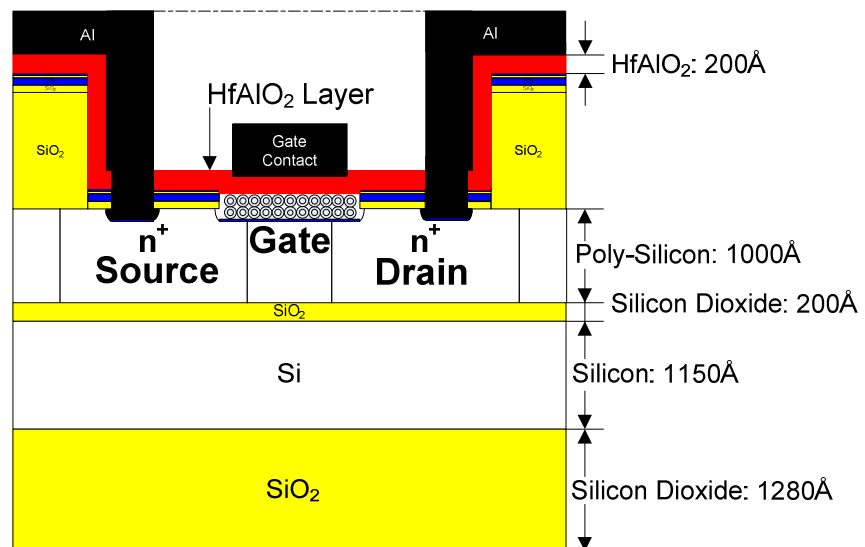 Al
Al
HfAlO₂: 200Å
HfAlO₂ Layer
Gate
Contact
SiO₂
SiO₂
n⁺
Source
Gate
n⁺
Drain
Poly-Silicon: 1000Å
SiO₂
Silicon Dioxide: 200Å
Si
Silicon: 1150Å
SiO₂
Silicon Dioxide: 1280Å